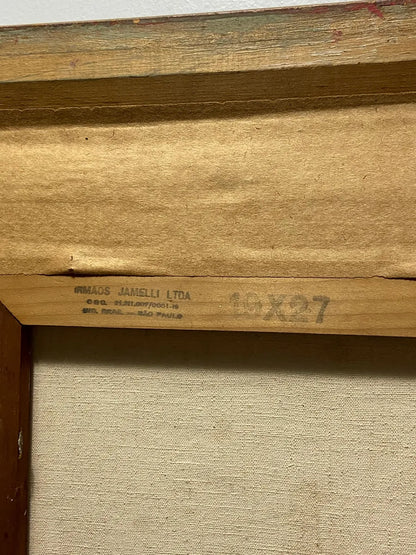 IRMAOS JAMELLI LTDA
19X27
IND. BRAS. — SÃO PAULO